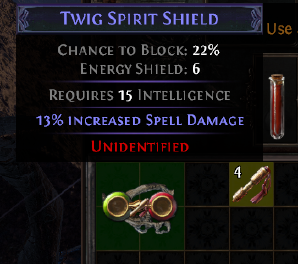 Twig Spirit Shield
Chance to Block: 22%
Energy Shield: 6
Requires 15 Intelligence
13% increased Spell Damage
Unidentified
Use
4